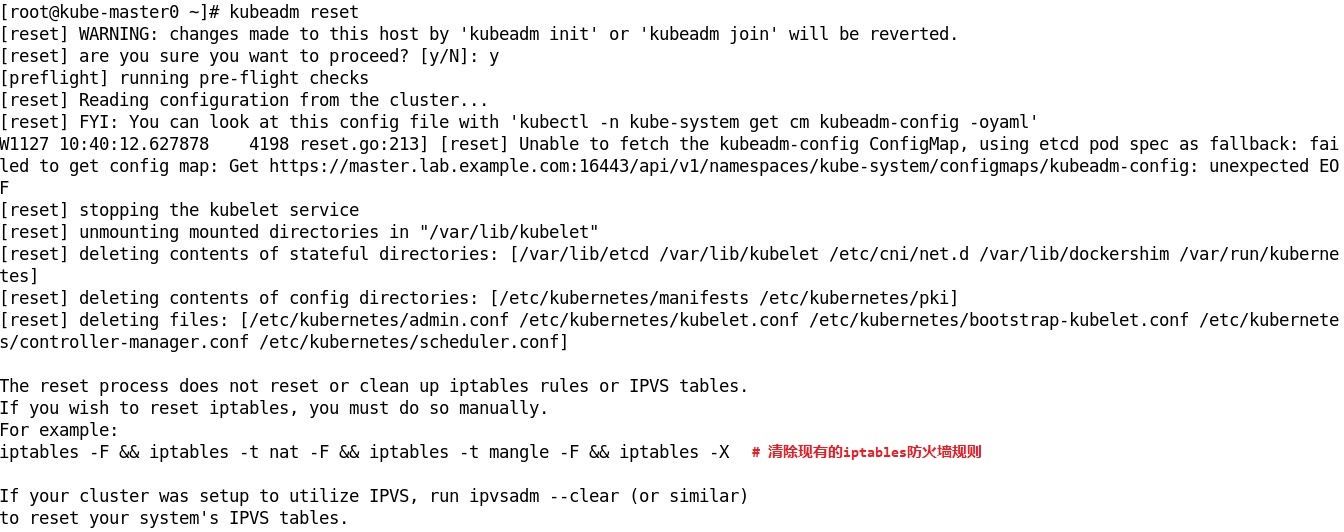 [root@kube-master0 ~]# kubeadm reset
[reset] WARNING: changes made to this host by 'kubeadm init' or 'kubeadm join' will be reverted.
[reset] are you sure you want to proceed? [y/N]: y
[preflight] running pre-flight checks
[reset] Reading configuration from the cluster...
[reset] FYI: You can look at this config file with 'kubectl -n kube-system get cm kubeadm-config -oyaml'
W1127 10:40:12.627878    4198 reset.go:213] [reset] Unable to fetch the kubeadm-config ConfigMap, using etcd pod spec as fallback: fai
led to get config map: Get https://master.lab.example.com:16443/api/v1/namespaces/kube-system/configmaps/kubeadm-config: unexpected EO
F
[reset] stopping the kubelet service
[reset] unmounting mounted directories in "/var/lib/kubelet"
[reset] deleting contents of stateful directories: [/var/lib/etcd /var/lib/kubelet /etc/cni/net.d /var/lib/dockershim /var/run/kuberne
tes]
[reset] deleting contents of config directories: [/etc/kubernetes/manifests /etc/kubernetes/pki]
[reset] deleting files: [/etc/kubernetes/admin.conf /etc/kubernetes/kubelet.conf /etc/kubernetes/bootstrap-kubelet.conf /etc/kubernete
s/controller-manager.conf /etc/kubernetes/scheduler.conf]

The reset process does not reset or clean up iptables rules or IPVS tables.
If you wish to reset iptables, you must do so manually.
For example:
iptables -F && iptables -t nat -F && iptables -t mangle -F && iptables -X  # 清除现有的iptables防火墙规则

If your cluster was setup to utilize IPVS, run ipvsadm --clear (or similar)
to reset your system's IPVS tables.